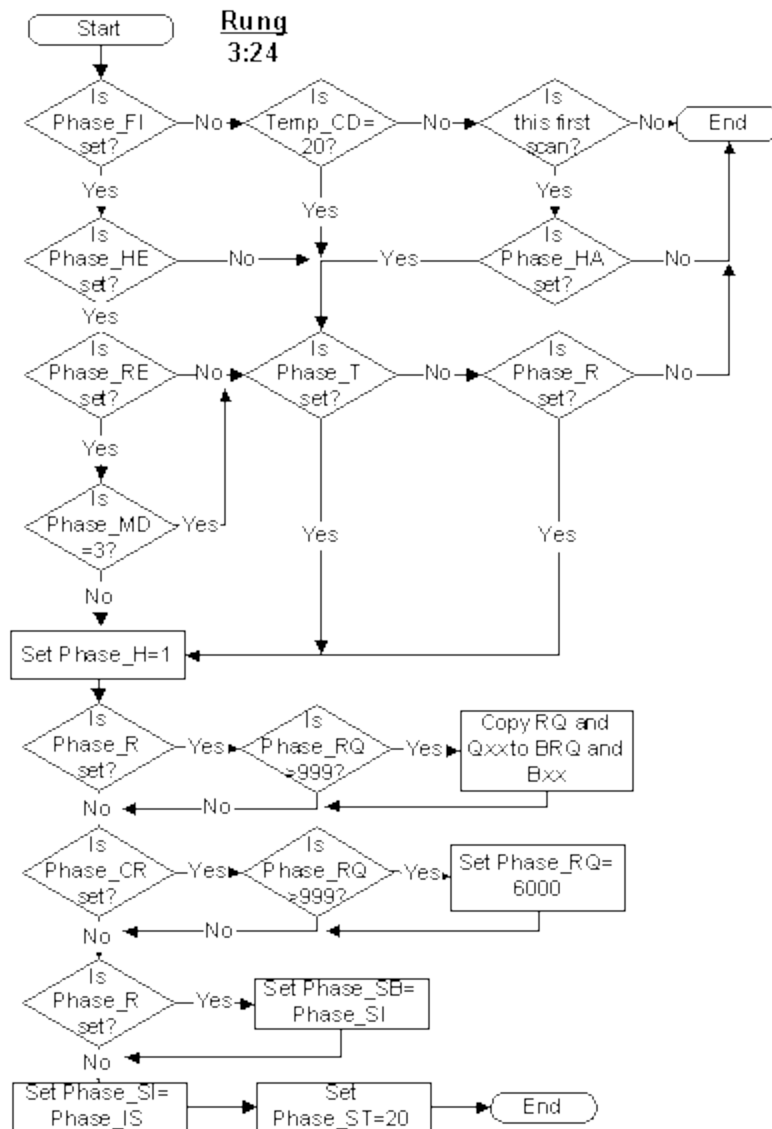 Rung
3:24
Start
Is
Phase_FI
set?
No
Is
Temp_CD=
20?
No
Is
this first
scan?
No
End
Yes
Yes
Yes
Is
Phase_HE
set?
No
Yes
Is
Phase_HA
set?
No
Yes
Is
Phase_RE
set?
No
Is
Phase_T
set?
No
Is
Phase_R
set?
No
Yes
Is
Phase_MD
=3?
Yes
Yes
Yes
No
Set Phase_H=1
Is
Phase_R
set?
Yes
Is
Phase_RQ
>999?
Yes
Copy RQ and
Qxx to BRQ and
Bxx
No
No
Is
Phase_CR
set?
Yes
Is
Phase_RQ
>999?
Yes
Set Phase_RQ=
6000
No
No
Is
Phase_R
set?
Yes
Set Phase_SB=
Phase_SI
No
Set Phase_SI=
Phase_IS
Set
Phase_ST=20
End